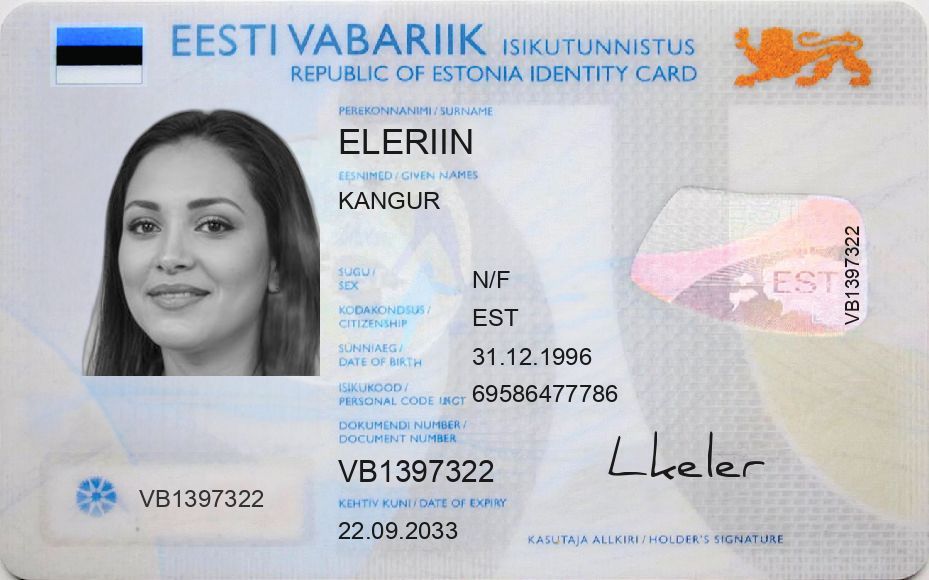 EESTI VABARIIK ISIKUTUNNISTUS
REPUBLIC OF ESTONIA IDENTITY CARD
PEREKONNANIMI / SURNAME
ELERIIN
EESNIMED / GIVEN NAMES
KANGUR
SUGU /
SEX
N/F
KODAKONDSUS /
CITIZENSHIP
EST
SÜNNIAEG /
DATE OF BIRTH
31.12.1996
ISIKUKOOD /
PERSONAL CODE
69586477786
DOKUMENDI NUMBER /
DOCUMENT NUMBER
VB1397322
KEHTIV KUNI / DATE OF EXPIRY
22.09.2033
VB1397322
EST
VB1397322
Lkeler
KASUTAJA ALLKIRI / HOLDER'S SIGNATURE